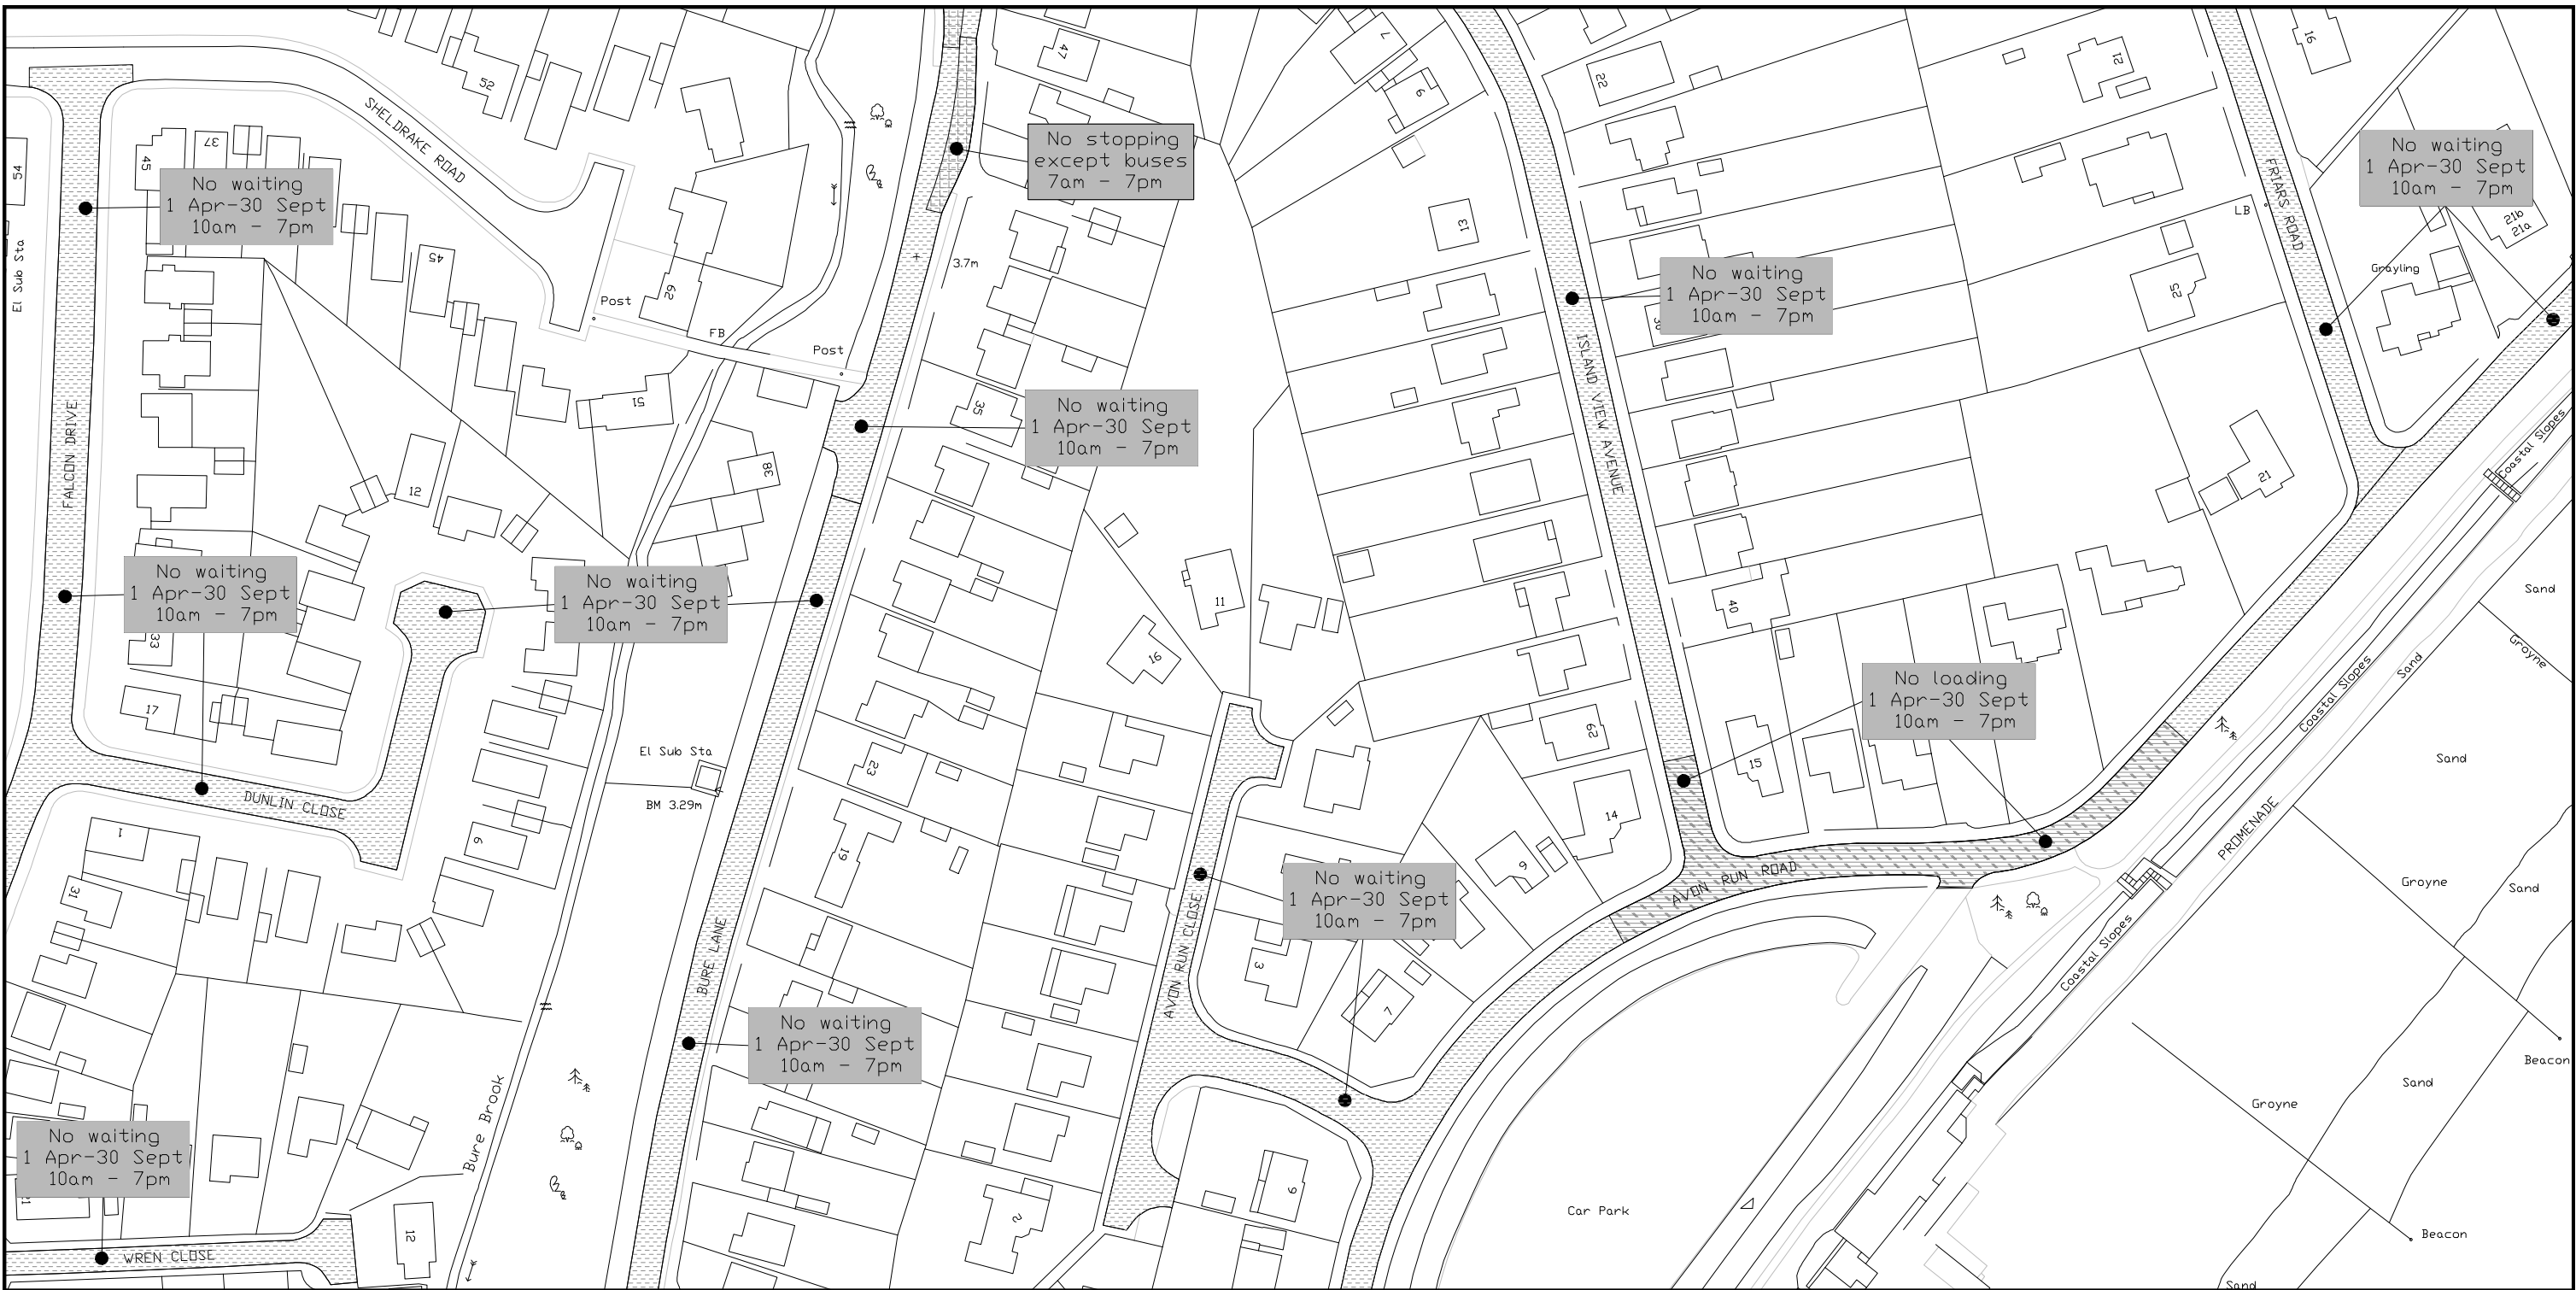 47
7
6
22
12
16
52
SHELDRAKE ROAD
37
45
54
No stopping
except buses
7am - 7pm
No waiting
1 Apr-30 Sept
10am - 7pm
No waiting
1 Apr-30 Sept
10am - 7pm
FRIARS ROAD
LB
21b
21a
El Sub Sta
45
13
3.7m
Grayling
No waiting
1 Apr-30 Sept
10am - 7pm
25
Post
62
FB
Post
ISLAND VIEW AVENUE
51
35
No waiting
1 Apr-30 Sept
10am - 7pm
FALCON DRIVE
Coastal Slopes
38
12
21
No waiting
1 Apr-30 Sept
10am - 7pm
No waiting
1 Apr-30 Sept
10am - 7pm
11
40
Sand
33
16
Groyne
Sand
No loading
1 Apr-30 Sept
10am - 7pm
Coastal Slopes
17
62
El Sub Sta
23
15
Sand
BM 3.29m
DUNLIN CLOSE
14
PROMENADE
1
9
19
9
AVON RUN ROAD
No waiting
1 Apr-30 Sept
10am - 7pm
31
Groyne
Sand
BURE LANE
AVON RUN CLOSE
3
Coastal Slopes
7
No waiting
1 Apr-30 Sept
10am - 7pm
Beacon
Sand
Groyne
Bure Brook
No waiting
1 Apr-30 Sept
10am - 7pm
9
2
Car Park
12
Beacon
WREN CLOSE
Sand